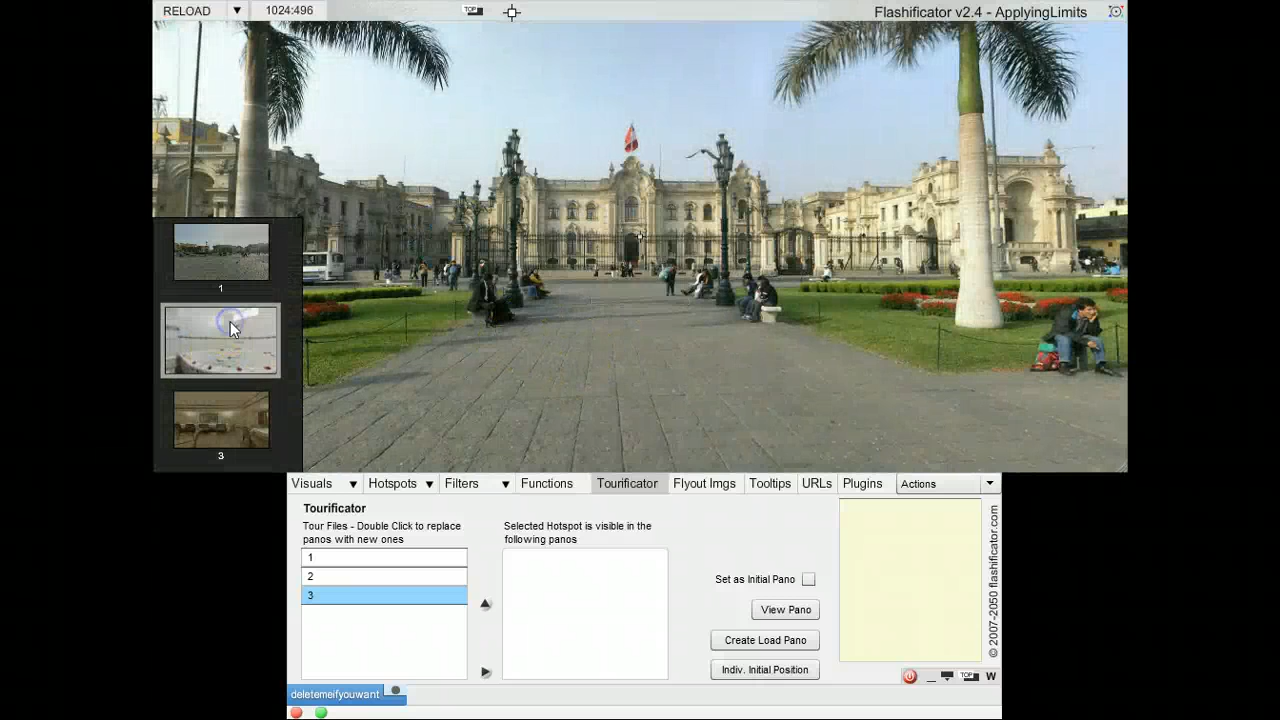 RELOAD
1024:496
TOP
Flashificator v2.4 - ApplyingLimits
1
3
Visuals
Hotspots
Filters
Functions
Tourificator
Flyout Imgs
Tooltips
URLs
Plugins
Actions
Tourificator
Tour Files - Double Click to replace
panos with new ones
1
2
3
Selected Hotspot is visible in the
following panos
Set as Initial Pano
View Pano
Create Load Pano
Indiv. Initial Position
© 2007-2050 flashificator.com
TOP
W
deletemeifyouwant